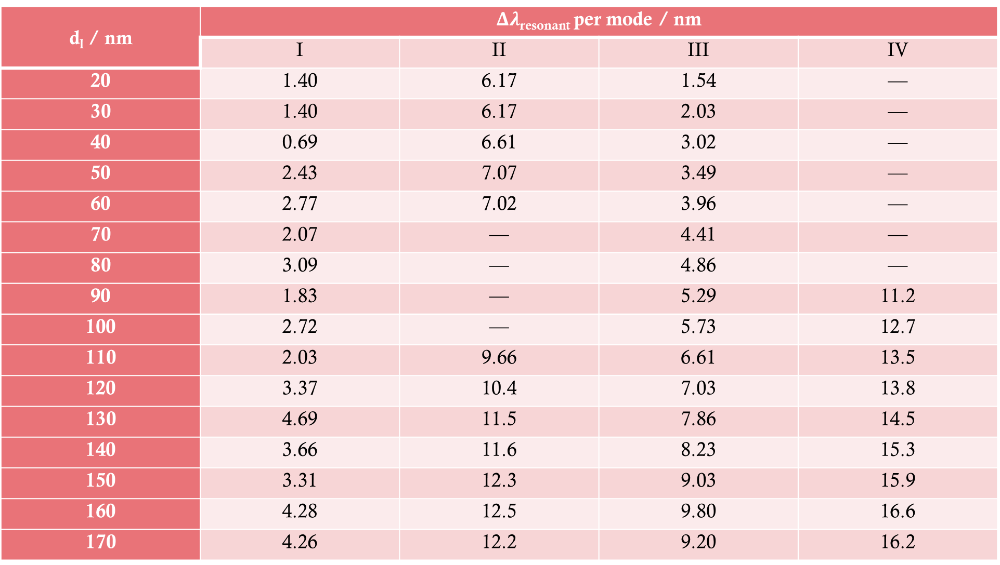 dl / nm
Δλresonant per mode / nm
I II III IV
20 1.40 6.17 1.54 —
30 1.40 6.17 2.03 —
40 0.69 6.61 3.02 —
50 2.43 7.07 3.49 —
60 2.77 7.02 3.96 —
70 2.07 — 4.41 —
80 3.09 — 4.86 —
90 1.83 — 5.29 11.2
100 2.72 — 5.73 12.7
110 2.03 9.66 6.61 13.5
120 3.37 10.4 7.03 13.8
130 4.69 11.5 7.86 14.5
140 3.66 11.6 8.23 15.3
150 3.31 12.3 9.03 15.9
160 4.28 12.5 9.80 16.6
170 4.26 12.2 9.20 16.2